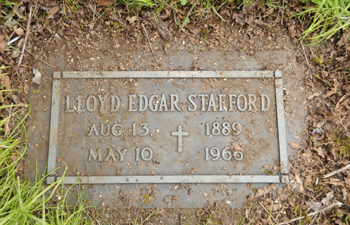 LLOYD EDGAR STAFFORD
AUG. 13 1889
MAY 10 1966